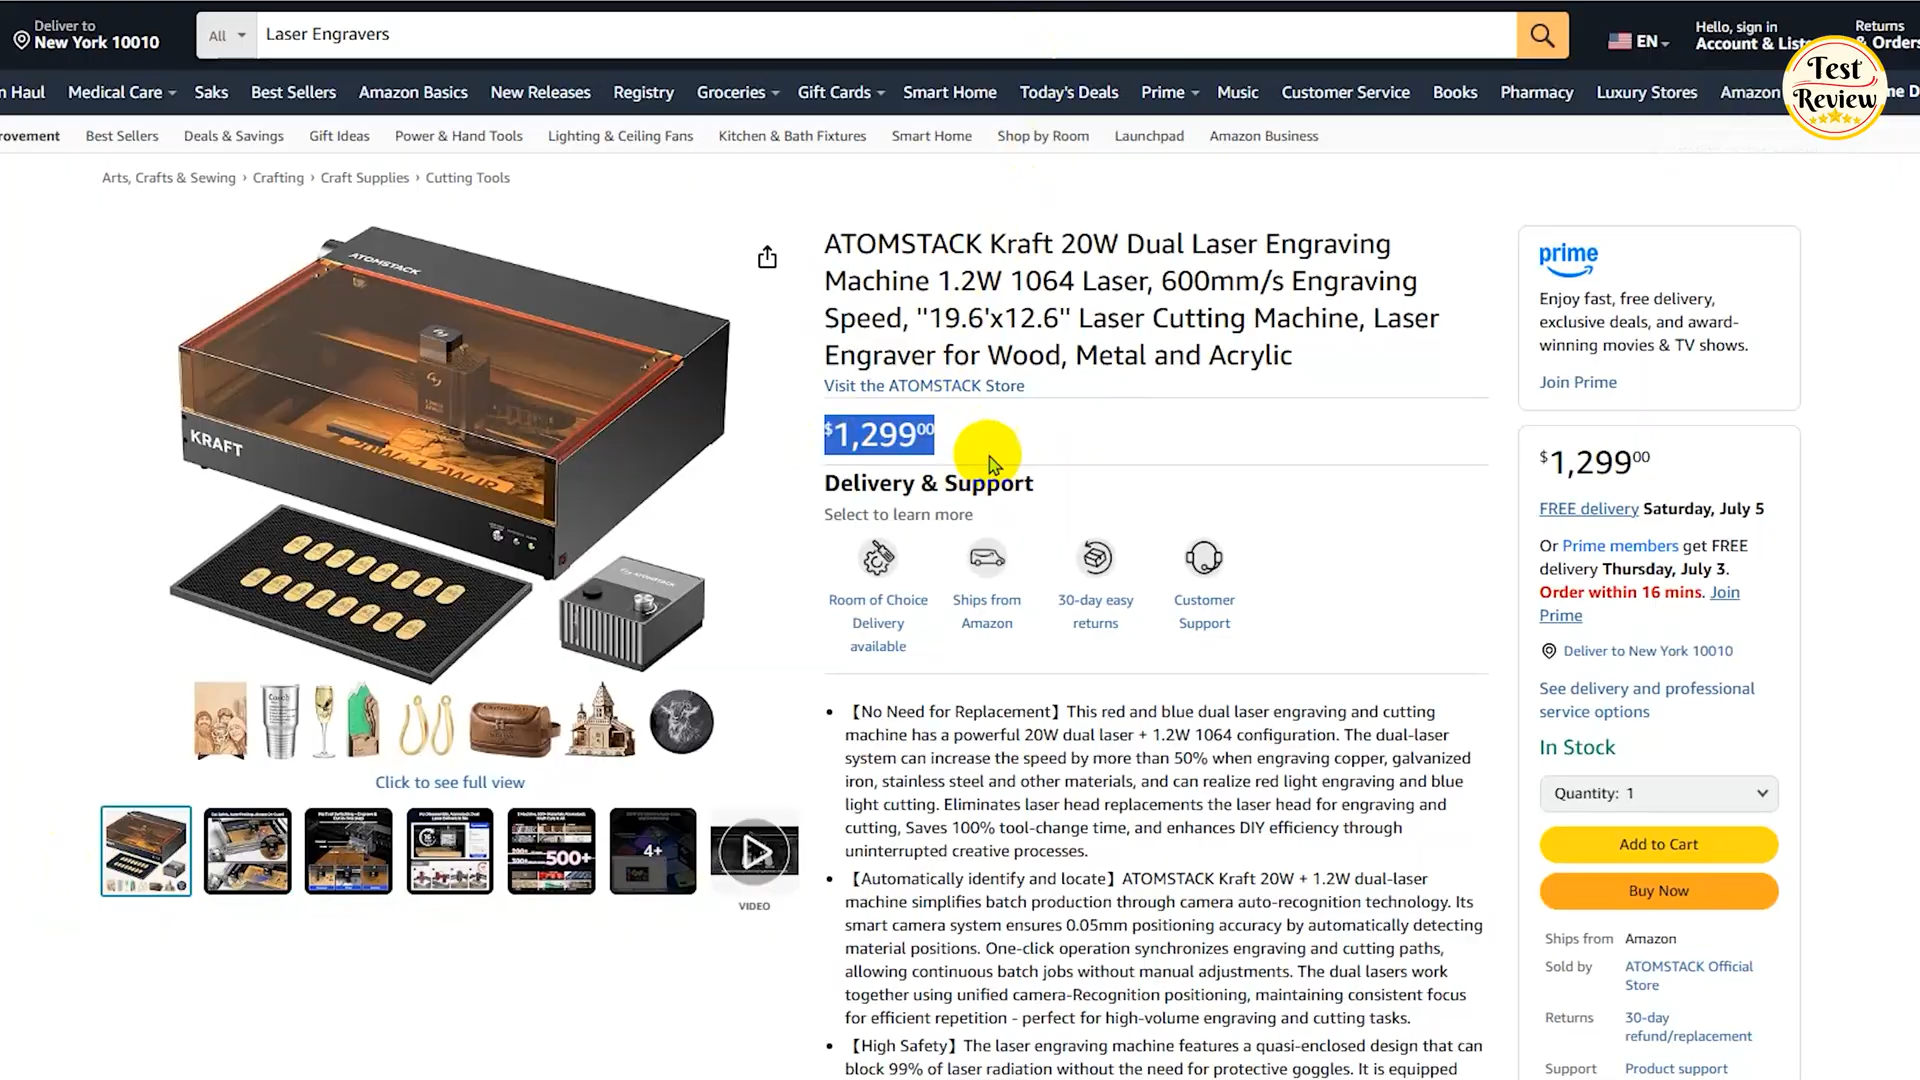 Deliver to
New York 10010
All
Laser Engravers
EN
Hello, sign in
Account & Lists
Returns
& Orders
Test
Review
n Haul
Medical Care
Saks
Best Sellers
Amazon Basics
New Releases
Registry
Groceries
Gift Cards
Smart Home
Today's Deals
Prime
Music
Customer Service
Books
Pharmacy
Luxury Stores
Amazon
me D
rovement
Best Sellers
Deals & Savings
Gift Ideas
Power & Hand Tools
Lighting & Ceiling Fans
Kitchen & Bath Fixtures
Smart Home
Shop by Room
Launchpad
Amazon Business
Arts, Crafts & Sewing › Crafting › Craft Supplies › Cutting Tools
ATOMSTACK
KRAFT
ATOMSTACK
Click to see full view
500+
4+
VIDEO
ATOMSTACK Kraft 20W Dual Laser Engraving
Machine 1.2W 1064 Laser, 600mm/s Engraving
Speed, "19.6'x12.6" Laser Cutting Machine, Laser
Engraver for Wood, Metal and Acrylic
Visit the ATOMSTACK Store
$1,29900
Delivery & Support
Select to learn more
Room of Choice
Delivery
available
Ships from
Amazon
30-day easy
returns
Customer
Support
• 【No Need for Replacement】This red and blue dual laser engraving and cutting
machine has a powerful 20W dual laser + 1.2W 1064 configuration. The dual-laser
system can increase the speed by more than 50% when engraving copper, galvanized
iron, stainless steel and other materials, and can realize red light engraving and blue
light cutting. Eliminates laser head replacements the laser head for engraving and
cutting, Saves 100% tool-change time, and enhances DIY efficiency through
uninterrupted creative processes.
• 【Automatically identify and locate】ATOMSTACK Kraft 20W + 1.2W dual-laser
machine simplifies batch production through camera auto-recognition technology. Its
smart camera system ensures 0.05mm positioning accuracy by automatically detecting
material positions. One-click operation synchronizes engraving and cutting paths,
allowing continuous batch jobs without manual adjustments. The dual lasers work
together using unified camera-Recognition positioning, maintaining consistent focus
for efficient repetition - perfect for high-volume engraving and cutting tasks.
• 【High Safety】The laser engraving machine features a quasi-enclosed design that can
block 99% of laser radiation without the need for protective goggles. It is equipped
prime
Enjoy fast, free delivery,
exclusive deals, and award-
winning movies & TV shows.
Join Prime
$1,29900
FREE delivery Saturday, July 5
Or Prime members get FREE
delivery Thursday, July 3.
Order within 16 mins. Join
Prime
Deliver to New York 10010
See delivery and professional
service options
In Stock
Quantity: 1
Add to Cart
Buy Now
Ships from Amazon
Sold by ATOMSTACK Official
Store
Returns 30-day
refund/replacement
Support Product support